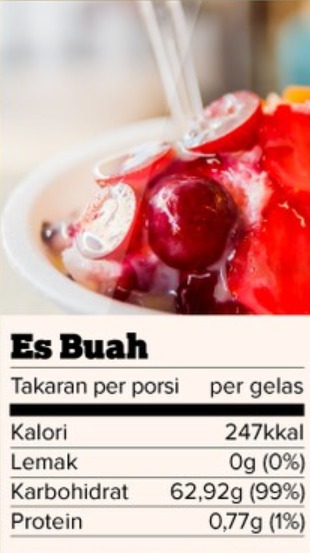 Es Buah
Takaran per porsi per gelas
Kalori 247kkal
Lemak 0g (0%)
Karbohidrat 62,92g (99%)
Protein 0,77g (1%)